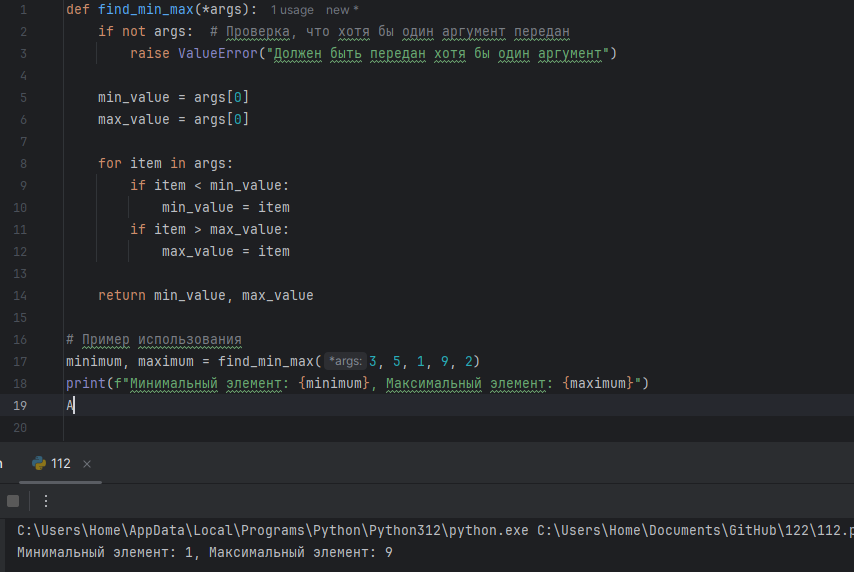 1 def find_min_max(*args): 1 usage new *
2 if not args: # Проверка, что хотя бы один аргумент передан
3 raise ValueError("Должен быть передан хотя бы один аргумент")
4
5 min_value = args[0]
6 max_value = args[0]
7
8 for item in args:
9 if item < min_value:
10 min_value = item
11 if item > max_value:
12 max_value = item
13
14 return min_value, max_value
15
16 # Пример использования
17 minimum, maximum = find_min_max( *args: 3, 5, 1, 9, 2)
18 print(f"Минимальный элемент: {minimum}, Максимальный элемент: {maximum}")
19 A
20
112 ×
C:\Users\Home\AppData\Local\Programs\Python\Python312\python.exe C:\Users\Home\Documents\GitHub\122\112.p
Минимальный элемент: 1, Максимальный элемент: 9